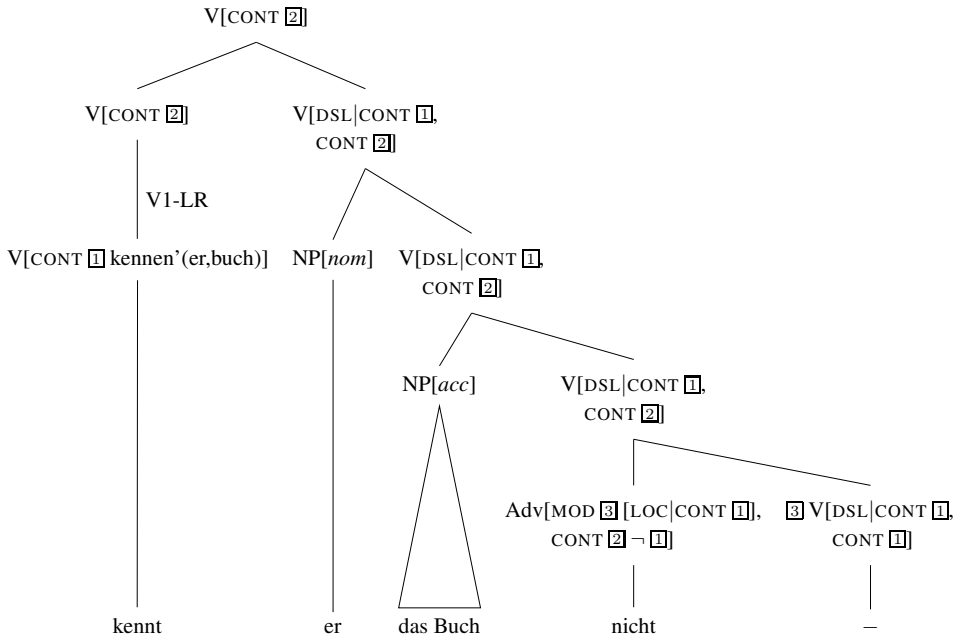 V[CONT 2]
V[CONT 2] V[DSL|CONT 1,
CONT 2]
V1-LR
V[CONT 1 kennen’(er,buch)] NP[nom] V[DSL|CONT 1,
CONT 2]
NP[acc] V[DSL|CONT 1,
CONT 2]
Adv[MOD 3 [LOC|CONT 1], 3 V[DSL|CONT 1,
CONT 2 ¬ 1] CONT 1]
kennt er das Buch nicht –